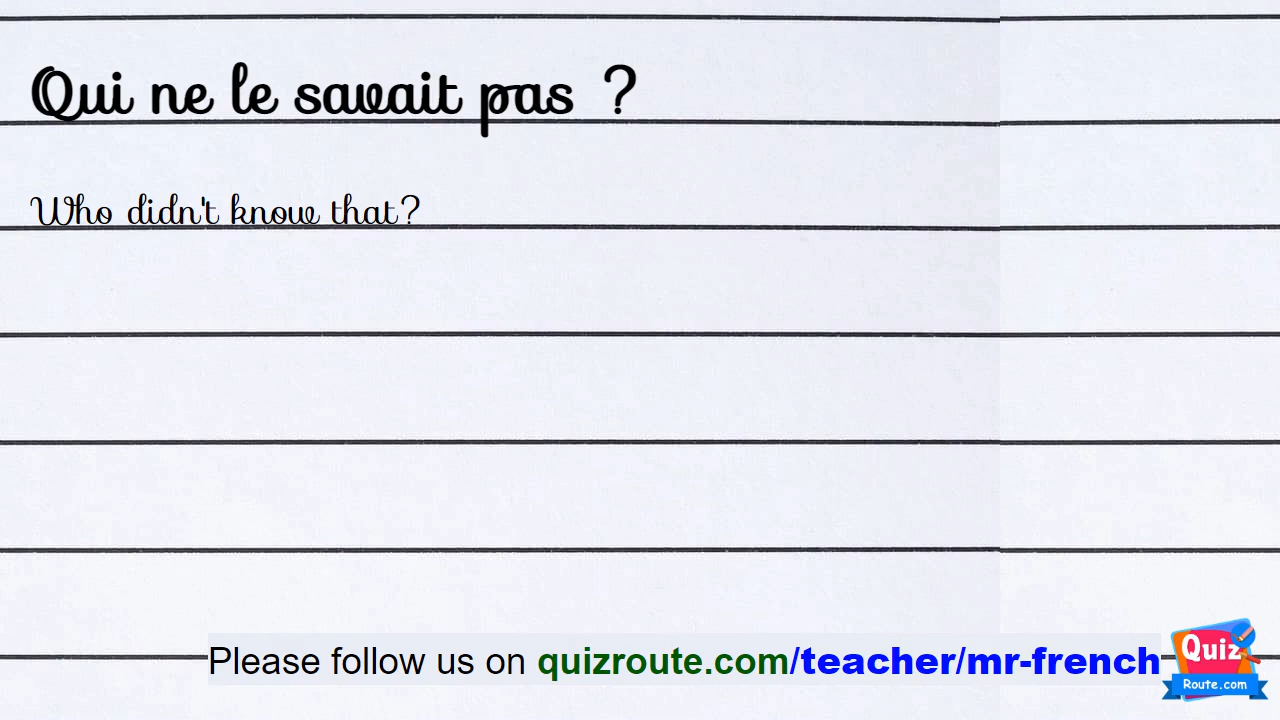 Qui ne le savait pas ?
Who didn't know that?
Please follow us on quizroute.com/teacher/mr-french
Quiz
Route.com